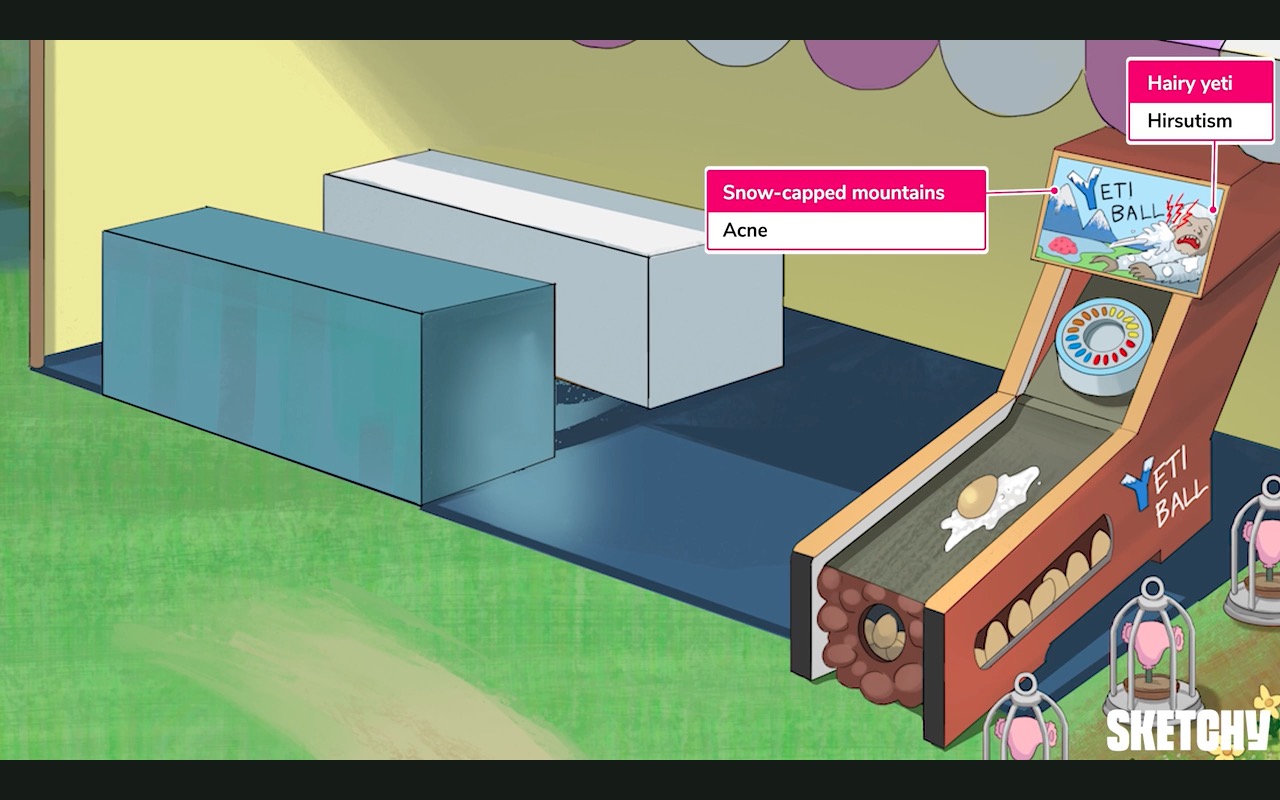 Hairy yeti
Hirsutism
Snow-capped mountains
Acne
YETI
BALL
YETI
BALL
SKETCHY